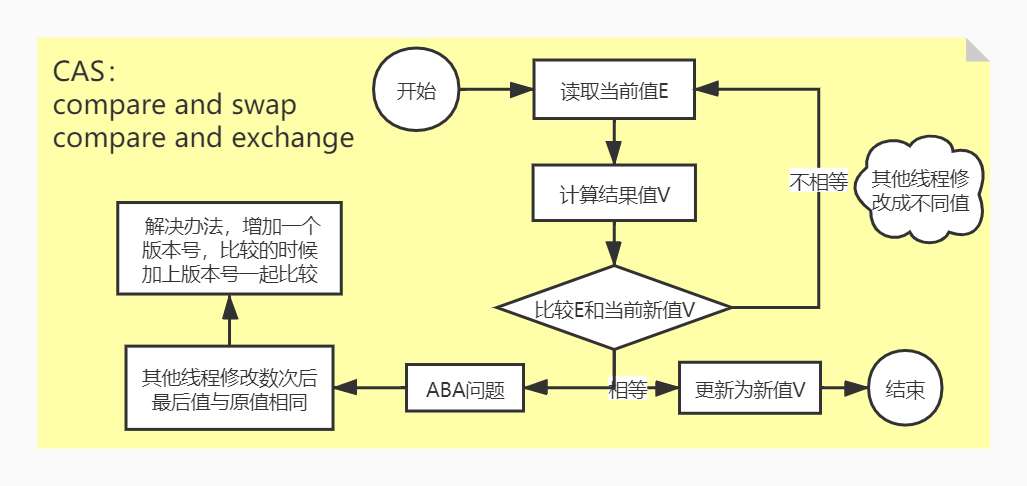 CAS：
compare and swap
compare and exchange
开始
读取当前值E
不相等
其他线程修
改成不同值
计算结果值V
解决办法，增加一个
版本号，比较的时候
加上版本号一起比较
比较E和当前新值V
其他线程修改数次后
最后值与原值相同
ABA问题
相等
更新为新值V
结束